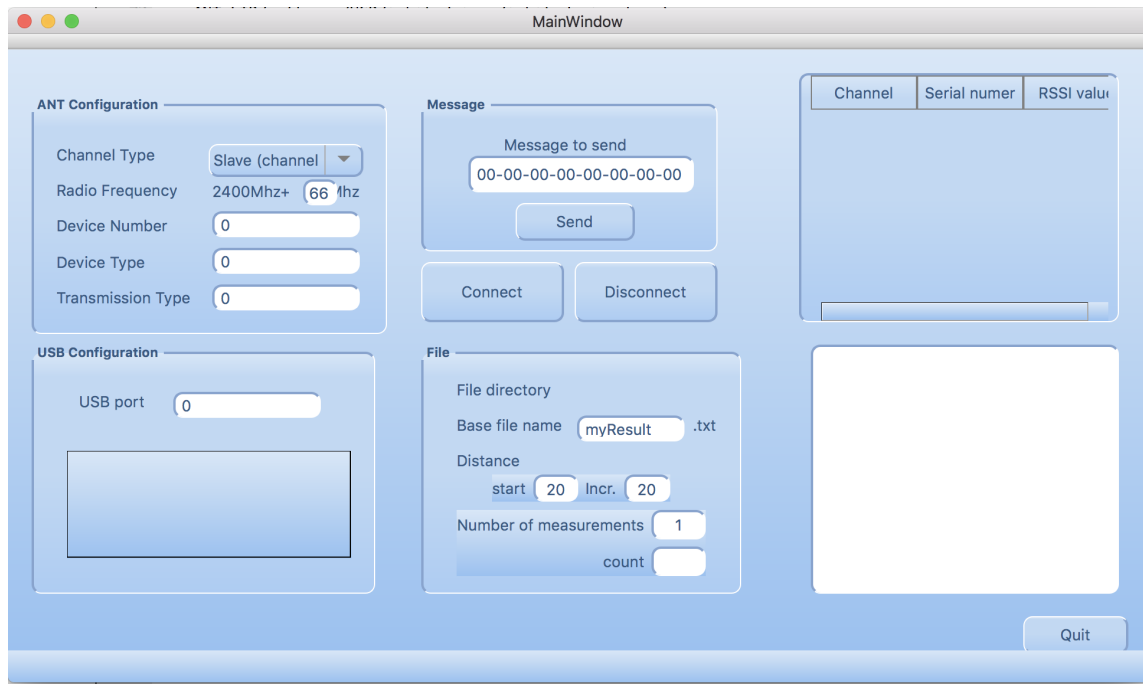 MainWindow
ANT Configuration
Channel Type Slave (channel
Radio Frequency 2400Mhz+ 66 Mhz
Device Number 0
Device Type 0
Transmission Type 0
Message
Message to send
00-00-00-00-00-00-00-00
Send
Connect Disconnect
Channel Serial numer RSSI value
USB Configuration
USB port 0
File
File directory
Base file name myResult .txt
Distance
start 20 Incr. 20
Number of measurements 1
count
Quit